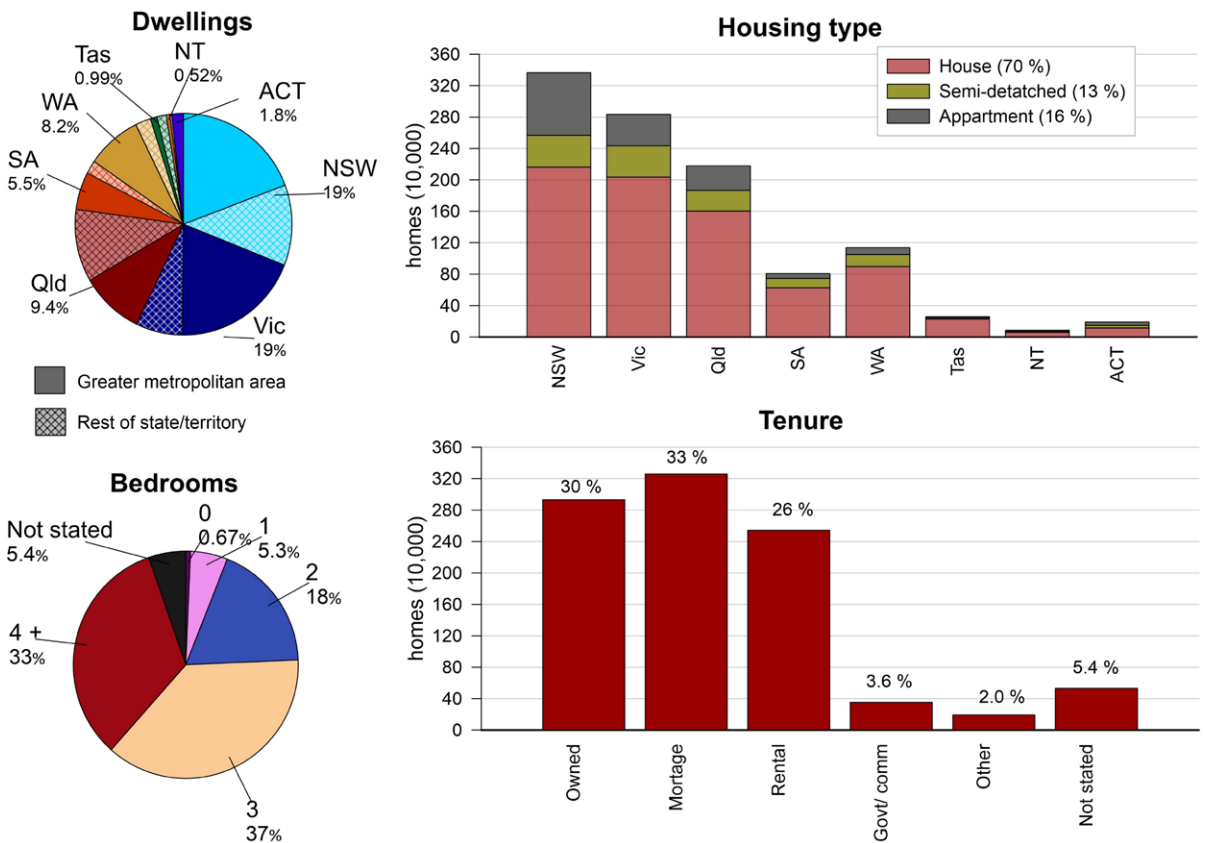 Dwellings
Tas
0.99%
NT
0.52%
ACT
1.8%
WA
8.2%
NSW
19%
SA
5.5%
Qld
9.4%
Vic
19%
Greater metropolitan area
Rest of state/territory
Housing type
House (70 %)
Semi-detatched (13 %)
Appartment (16 %)
homes (10,000)
360
320
280
240
200
160
120
80
40
0
NSW
Vic
Qld
SA
WA
Tas
NT
ACT
Bedrooms
Not stated
5.4%
0
0.67%
1
5.3%
2
18%
4 +
33%
3
37%
Tenure
homes (10,000)
360
320
280
240
200
160
120
80
40
0
30 %
33 %
26 %
3.6 %
2.0 %
5.4 %
Owned
Mortage
Rental
Govt/ comm
Other
Not stated